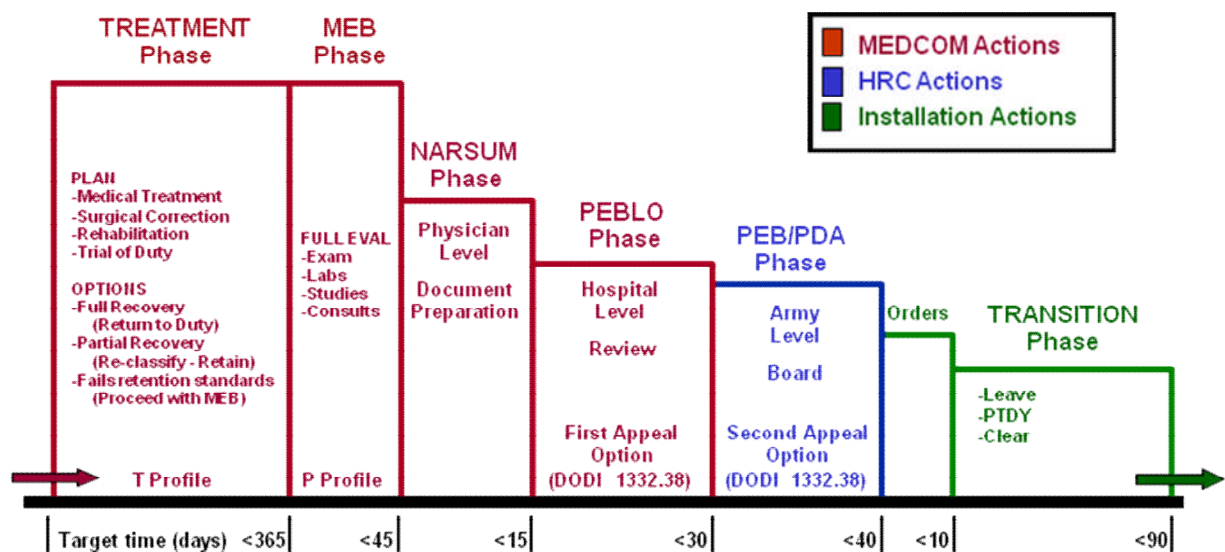 TREATMENT
Phase
MEB
Phase
MEDCOM Actions
HRC Actions
Installation Actions
NARSUM
Phase
PLAN
-Medical Treatment
-Surgical Correction
-Rehabilitation
-Trial of Duty
OPTIONS
-Full Recovery
(Return to Duty)
-Partial Recovery
(Re-classify - Retain)
-Fails retention standards
(Proceed with MEB)
T Profile
FULL EVAL
-Exam
-Labs
-Studies
-Consults
P Profile
Physician
Level
Document
Preparation
PEBLO
Phase
Hospital
Level
Review
First Appeal
Option
(DODI 1332.38)
PEB/PDA
Phase
Army
Level
Board
Second Appeal
Option
(DODI 1332.38)
Orders
TRANSITION
Phase
-Leave
-PTDY
-Clear
Target time (days) <365 <45 <15 <30 <40 <10 <90